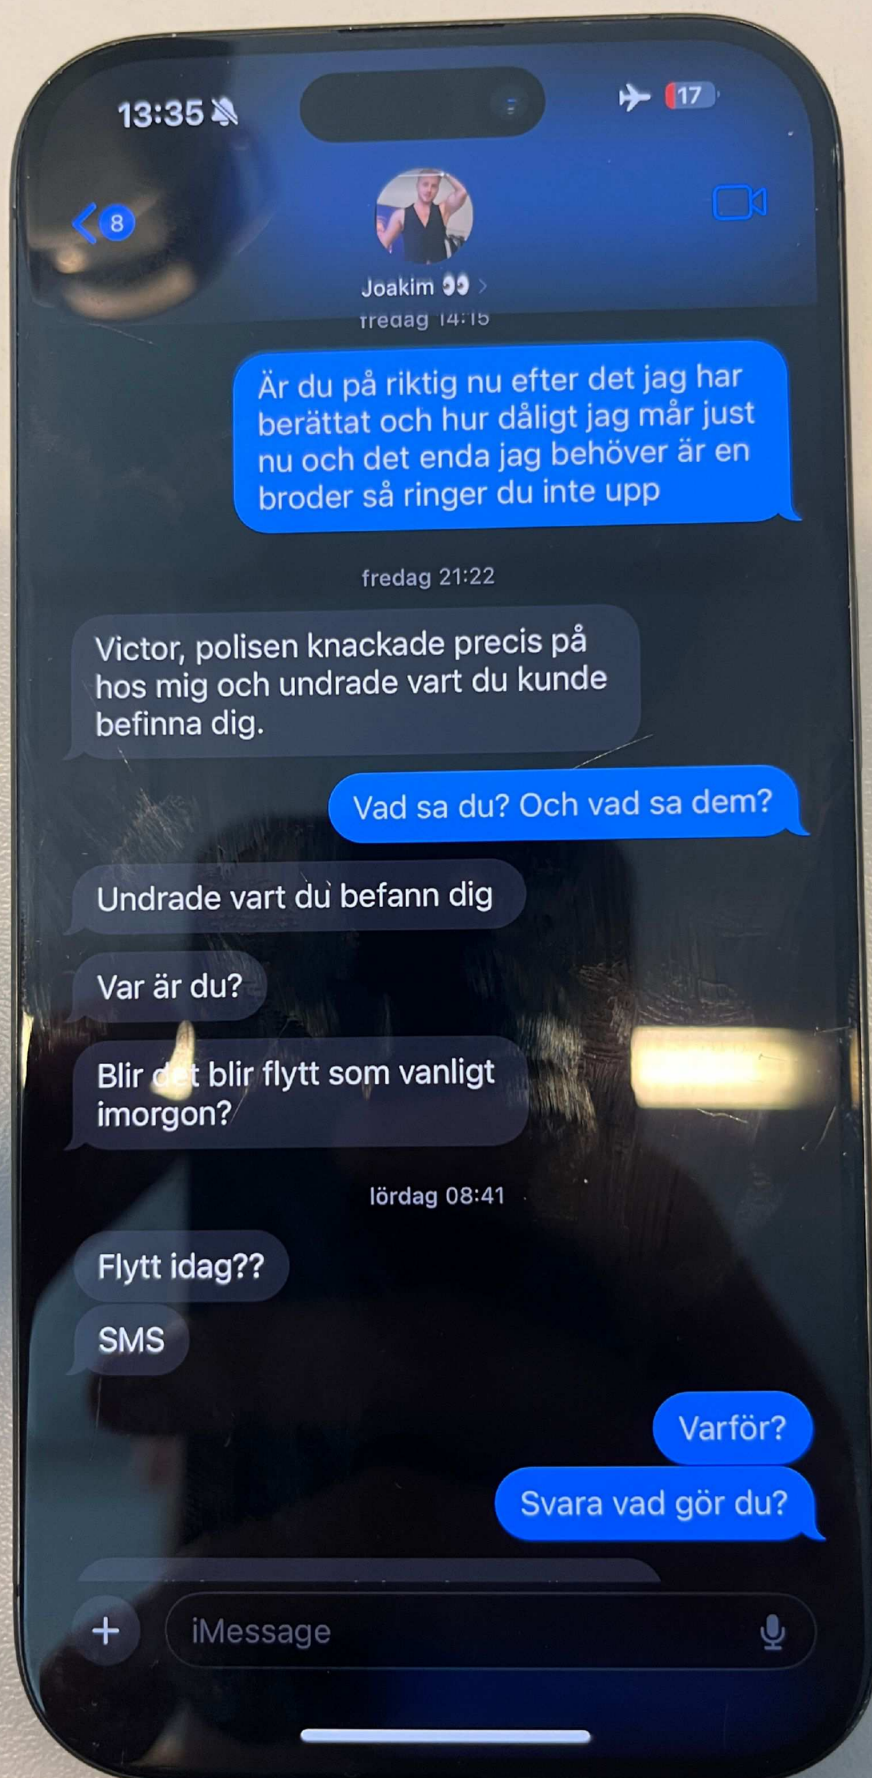 13:35
17
8
Joakim 👀
fredag 14:15
Är du på riktig nu efter det jag har
berättat och hur dåligt jag mår just
nu och det enda jag behöver är en
broder så ringer du inte upp
fredag 21:22
Victor, polisen knackade precis på
hos mig och undrade vart du kunde
befinna dig.
Vad sa du? Och vad sa dem?
Undrade vart du befann dig
Var är du?
Blir det blir flytt som vanligt
imorgon?
lördag 08:41
Flytt idag??
SMS
Varför?
Svara vad gör du?
iMessage